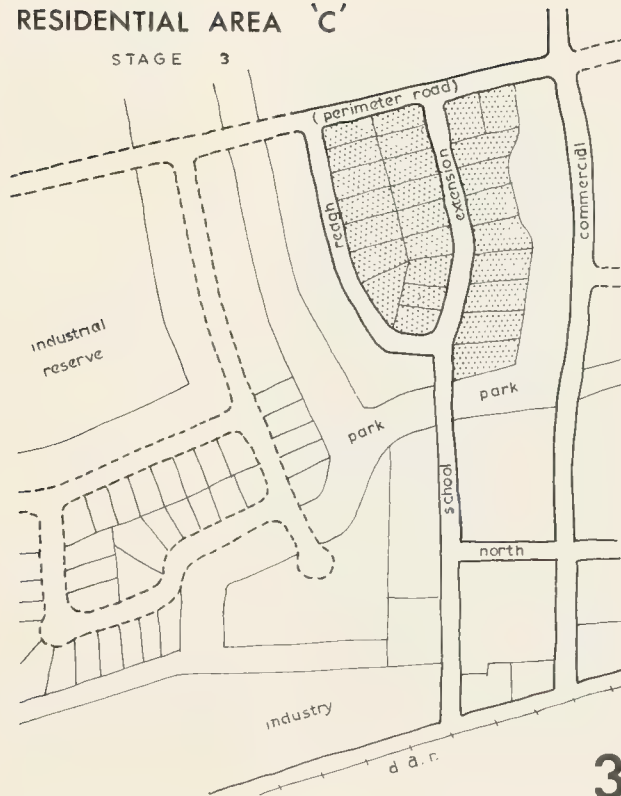 RESIDENTIAL AREA 'C'
STAGE 3
(perimeter road)
reagh
extension
commercial
industrial
reserve
park
park
school
north
industry
d a. r.
3